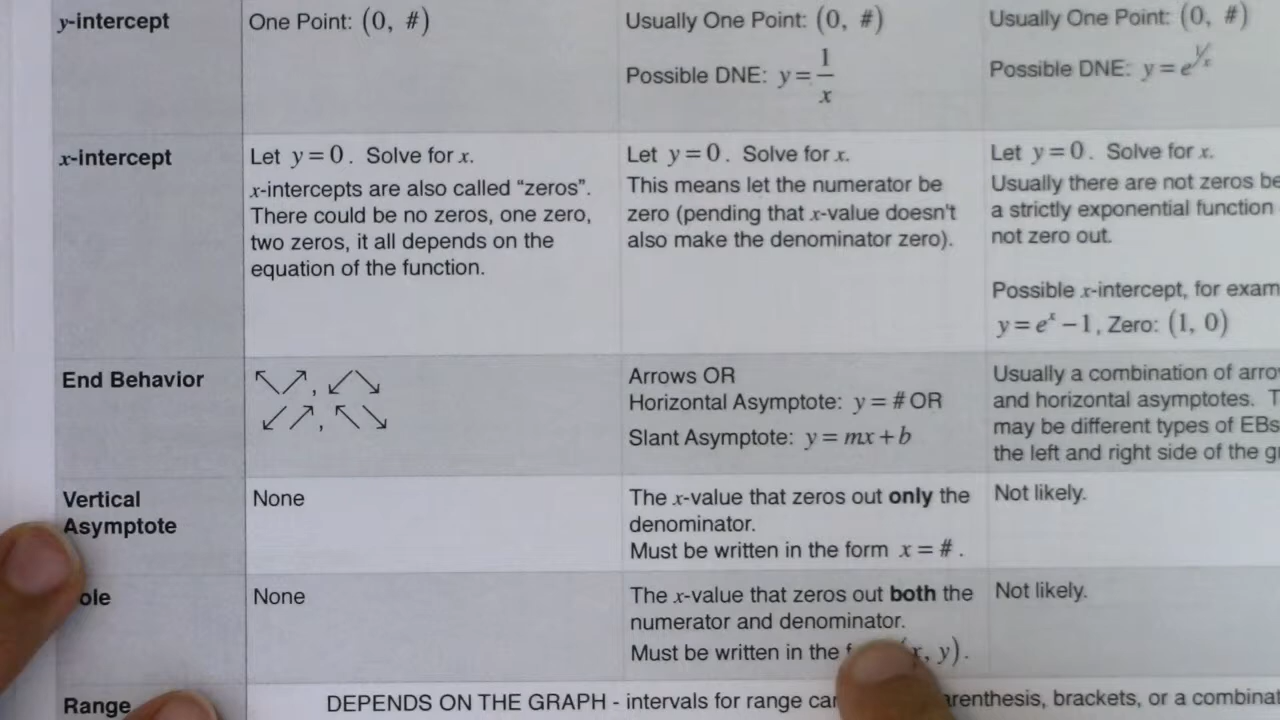 y-intercept
One Point: (0, #)
Usually One Point: (0, #)
Possible DNE: y = 1/x
Usually One Point: (0, #)
Possible DNE: y = e^(1/x)
x-intercept
Let y = 0. Solve for x.
x-intercepts are also called “zeros”.
There could be no zeros, one zero,
two zeros, it all depends on the
equation of the function.
Let y = 0. Solve for x.
This means let the numerator be
zero (pending that x-value doesn't
also make the denominator zero).
Let y = 0. Solve for x.
Usually there are not zeros
a strictly exponential function
not zero out.
Possible x-intercept, for
y = e^x − 1, Zero: (1, 0)
End Behavior
↖↗, ↙↘
↙↗, ↖↘
Arrows OR
Horizontal Asymptote: y = # OR
Slant Asymptote: y = mx + b
Usually a combination of
and horizontal asymptotes.
may be different types of EBs
the left and right side of the
Vertical
Asymptote
None
The x-value that zeros out only the
denominator.
Must be written in the form x = #.
Not likely.
None
The x-value that zeros out both the
numerator and denominator.
Must be written in the (x, y).
Not likely.
Range
DEPENDS ON THE GRAPH - intervals for range brackets, or a